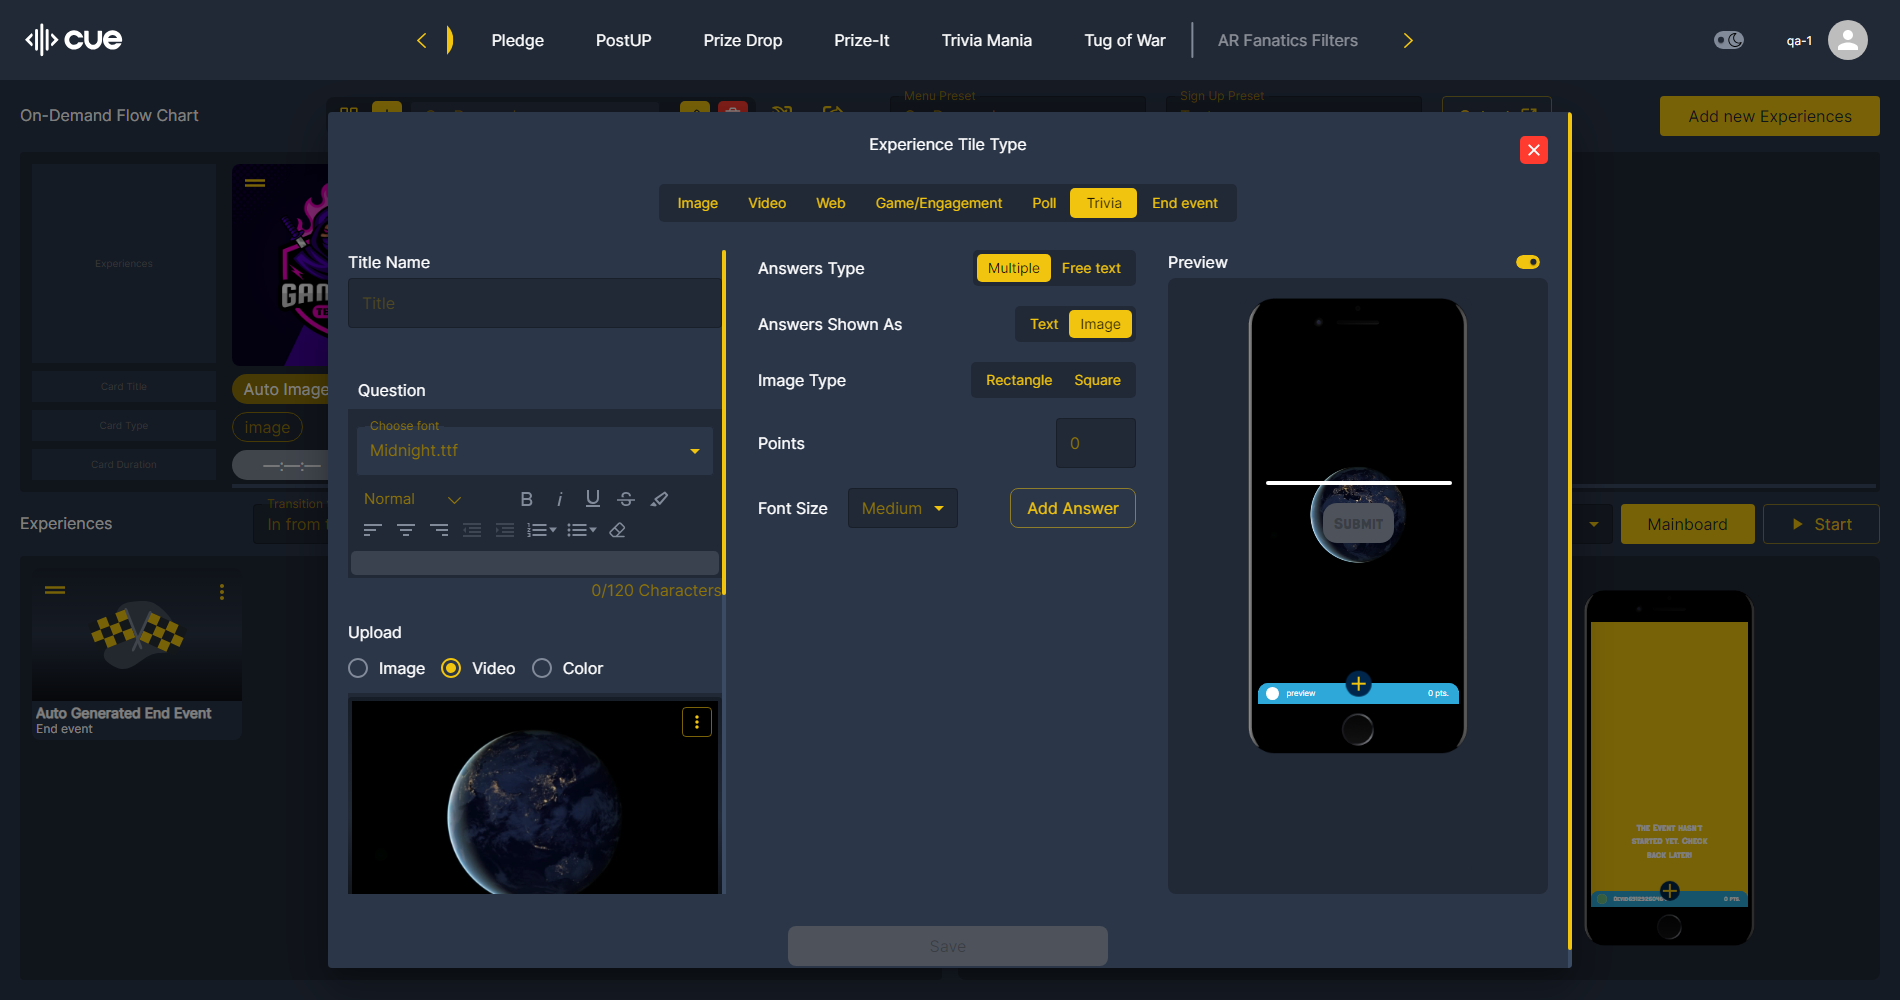 cue
Pledge
PostUP
Prize Drop
Prize-It
Trivia Mania
Tug of War
AR Fanatics Filters
qa-1
On-Demand Flow Chart
Menu Preset
Sign Up Preset
Add new Experiences
Experience Tile Type
Image
Video
Web
Game/Engagement
Poll
Trivia
End event
Experiences
Card Title
Card Type
Card Duration
Auto Image
image
—:—:—
Title Name
Title
Question
Choose font
Midnight.ttf
Normal
0/120 Characters
Upload
Image
Video
Color
Answers Type
Multiple
Free text
Answers Shown As
Text
Image
Image Type
Rectangle
Square
Points
0
Font Size
Medium
Add Answer
Preview
SUBMIT
preview
0 pts.
Save
Experiences
Transition
In from
Mainboard
Start
Auto Generated End Event
End event
The Event hasn't
started yet. Check
back later!
0 pts.